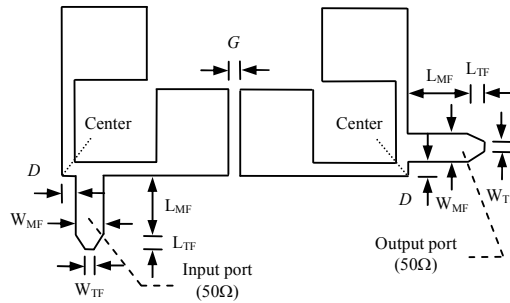 G
L_MF
L_TF
Center
Center
D
L_MF
D
W_MF
W_T
W_MF
L_TF
W_TF
Input port
(50Ω)
Output port
(50Ω)